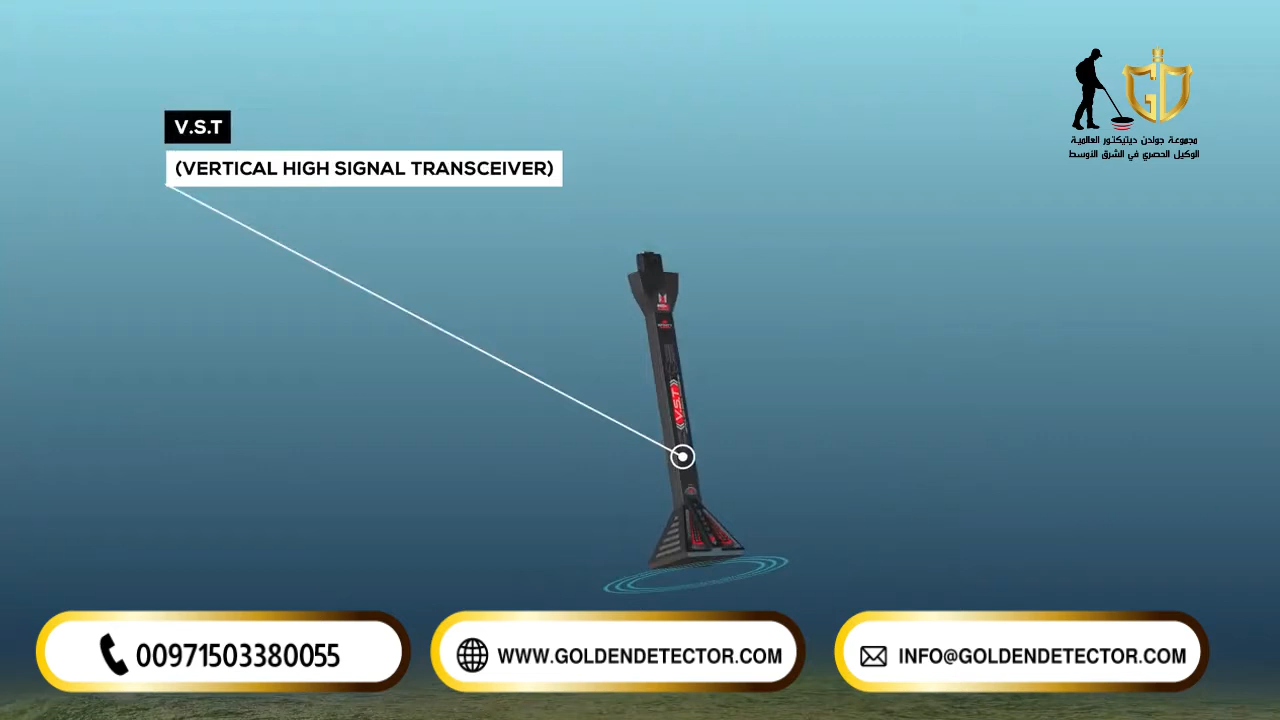 V.S.T
(VERTICAL HIGH SIGNAL TRANSCEIVER)
GD
مجموعة جولدن ديتيكتور العالمية
الوكيل الحصري في الشرق الأوسط
V.S.T
00971503380055
WWW.GOLDENDETECTOR.COM
INFO@GOLDENDETECTOR.COM